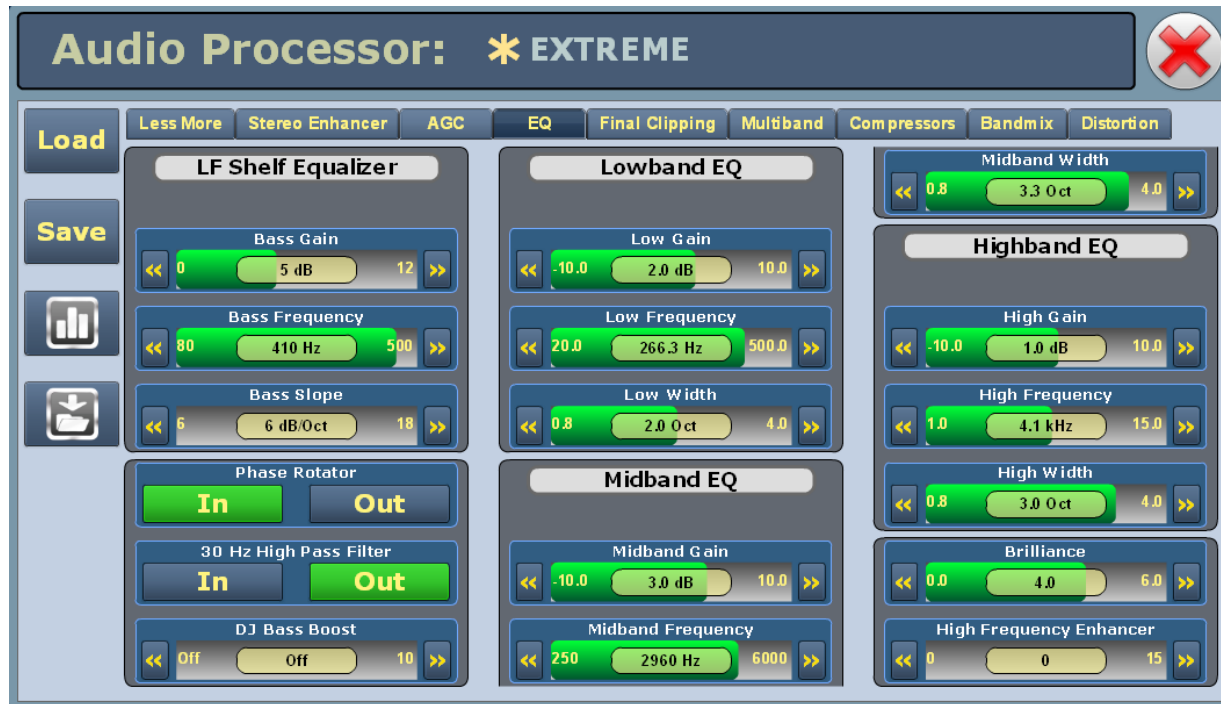 Audio Processor: * EXTREME
Less More Stereo Enhancer AGC EQ Final Clipping Multiband Compressors Bandmix Distortion
Load
Save
LF Shelf Equalizer
Bass Gain
« 0 5 dB 12 »
Bass Frequency
« 80 410 Hz 500 »
Bass Slope
« 6 6 dB/Oct 18 »
Phase Rotator
In Out
30 Hz High Pass Filter
In Out
DJ Bass Boost
« Off Off 10 »
Lowband EQ
Low Gain
« -10.0 2.0 dB 10.0 »
Low Frequency
« 20.0 266.3 Hz 500.0 »
Low Width
« 0.8 2.0 Oct 4.0 »
Midband EQ
Midband Gain
« -10.0 3.0 dB 10.0 »
Midband Frequency
« 250 2960 Hz 6000 »
Midband Width
« 0.8 3.3 Oct 4.0 »
Highband EQ
High Gain
« -10.0 1.0 dB 10.0 »
High Frequency
« 1.0 4.1 kHz 15.0 »
High Width
« 0.8 3.0 Oct 4.0 »
Brilliance
« 0.0 4.0 6.0 »
High Frequency Enhancer
« 0 0 15 »